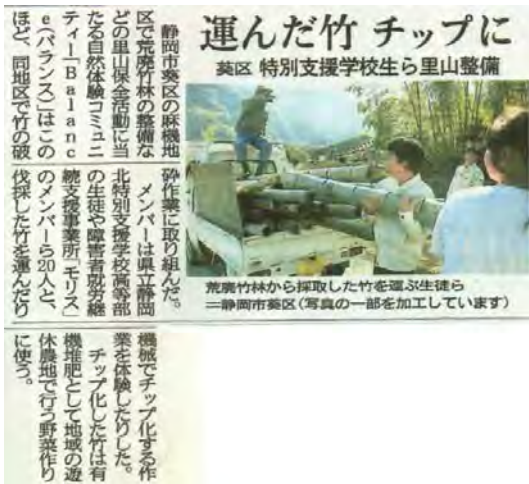 運んだ竹 チップに
葵区 特別支援学校生ら里山整備
荒廃竹林から採取した竹を運ぶ生徒ら
=静岡市葵区(写真の一部を加工しています)
静岡市葵区の麻機地
区で荒廃竹林の整備な
どの里山保全活動に当
たる自然体験コミュニ
ティー「Balanc
e(バランス)」はこの
ほど、同地区で竹の破
砕作業に取り組んだ。
メンバーは県立静岡
北特別支援学校高等部
の生徒や障害者就労継
続支援事業所「モリス」
のメンバーら20人と、
伐採した竹を運んだり
機械でチップ化する作
業を体験したりした。
チップ化した竹は有
機堆肥として地域の遊
休農地で行う野菜作り
に使う。